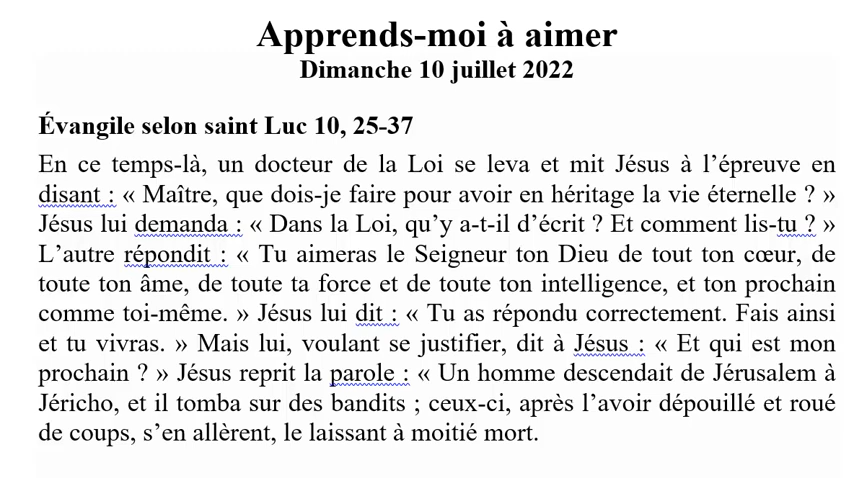 Apprends-moi à aimer
Dimanche 10 juillet 2022
Évangile selon saint Luc 10, 25-37
En ce temps-là, un docteur de la Loi se leva et mit Jésus à l’épreuve en
disant : « Maître, que dois-je faire pour avoir en héritage la vie éternelle ? »
Jésus lui demanda : « Dans la Loi, qu’y a-t-il d’écrit ? Et comment lis-tu ? »
L’autre répondit : « Tu aimeras le Seigneur ton Dieu de tout ton cœur, de
toute ton âme, de toute ta force et de toute ton intelligence, et ton prochain
comme toi-même. » Jésus lui dit : « Tu as répondu correctement. Fais ainsi
et tu vivras. » Mais lui, voulant se justifier, dit à Jésus : « Et qui est mon
prochain ? » Jésus reprit la parole : « Un homme descendait de Jérusalem à
Jéricho, et il tomba sur des bandits ; ceux-ci, après l’avoir dépouillé et roué
de coups, s’en allèrent, le laissant à moitié mort.